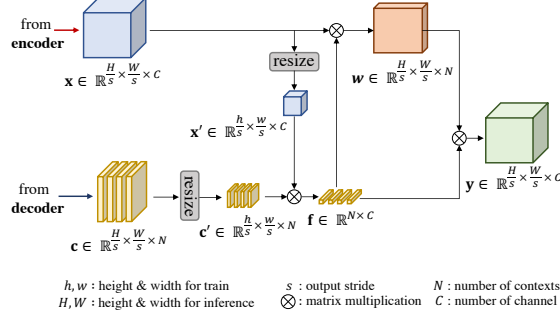 from
encoder
x ∈ ℝ^{H/s × W/s × C}
resize
x′ ∈ ℝ^{h/s × w/s × C}
w ∈ ℝ^{H/s × W/s × N}
y ∈ ℝ^{H/s × W/s × C}
from
decoder
resize
c ∈ ℝ^{H/s × W/s × N}
c′ ∈ ℝ^{h/s × w/s × N}
f ∈ ℝ^{N × C}
h, w : height & width for train
s : output stride
N : number of contexts
H, W : height & width for inference
⊗ : matrix multiplication
C : number of channel